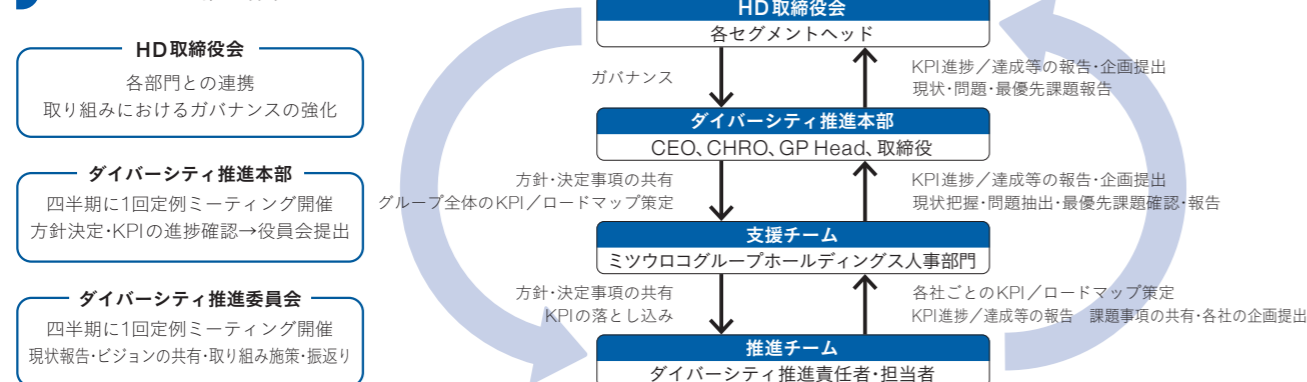 HD取締役会
各部門との連携
取り組みにおけるガバナンスの強化
ダイバーシティ推進本部
四半期に1回定例ミーティング開催
方針決定・KPIの進捗確認→役員会提出
ダイバーシティ推進委員会
四半期に1回定例ミーティング開催
現状報告・ビジョンの共有・取り組み施策・振返り
HD取締役会
各セグメントヘッド
ガバナンス
KPI進捗／達成等の報告・企画提出
現状・問題・最優先課題報告
ダイバーシティ推進本部
CEO、CHRO、GP Head、取締役
方針・決定事項の共有
グループ全体のKPI／ロードマップ策定
KPI進捗／達成等の報告・企画提出
現状把握・問題抽出・最優先課題確認・報告
支援チーム
ミツウロコグループホールディングス人事部門
方針・決定事項の共有
KPIの落とし込み
各社ごとのKPI／ロードマップ策定
KPI進捗／達成等の報告　課題事項の共有・各社の企画提出
推進チーム
ダイバーシティ推進責任者・担当者